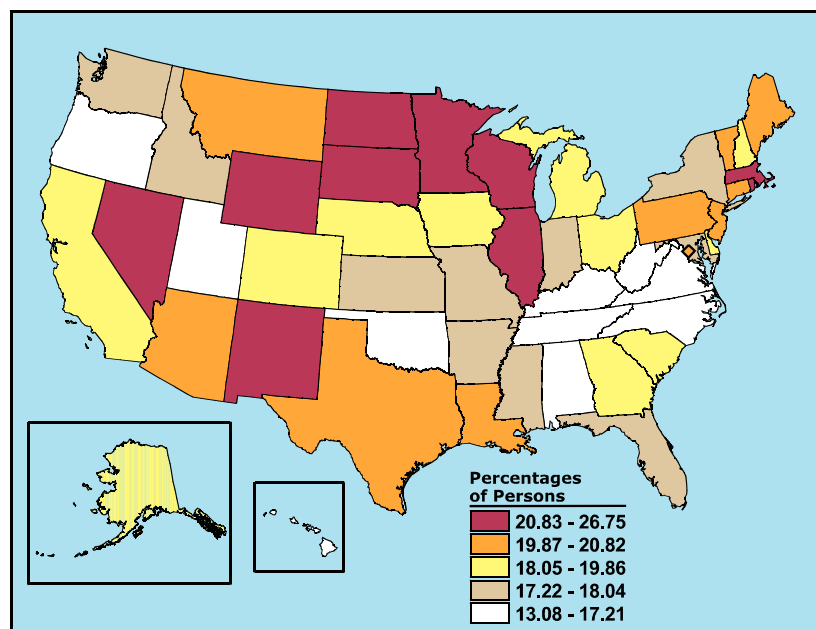 Percentages
of Persons
20.83 - 26.75
19.87 - 20.82
18.05 - 19.86
17.22 - 18.04
13.08 - 17.21